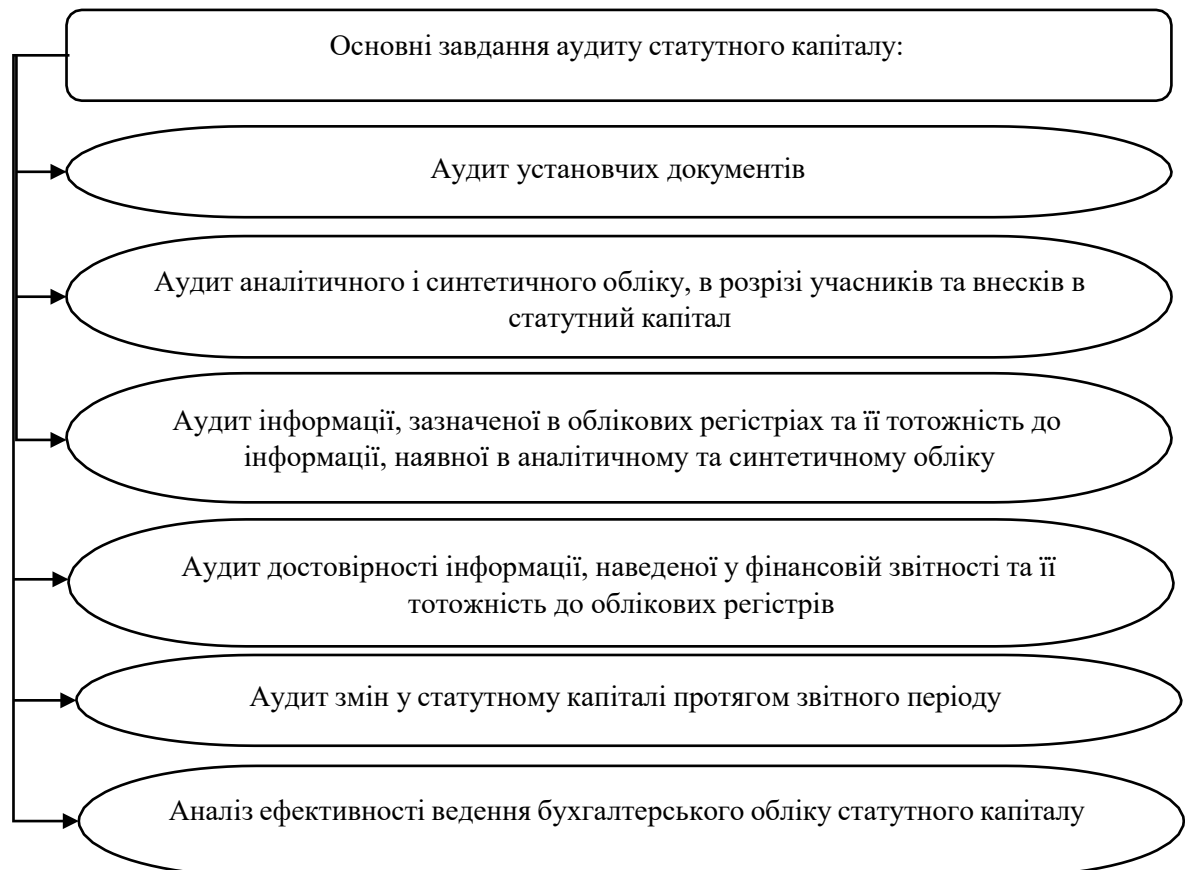 Основні завдання аудиту статутного капіталу:
Аудит установчих документів
Аудит аналітичного і синтетичного обліку, в розрізі учасників та внесків в
статутний капітал
Аудит інформації, зазначеної в облікових регістріах та її тотожність до
інформації, наявної в аналітичному та синтетичному обліку
Аудит достовірності інформації, наведеної у фінансовій звітності та її
тотожність до облікових регістрів
Аудит змін у статутному капіталі протягом звітного періоду
Аналіз ефективності ведення бухгалтерського обліку статутного капіталу